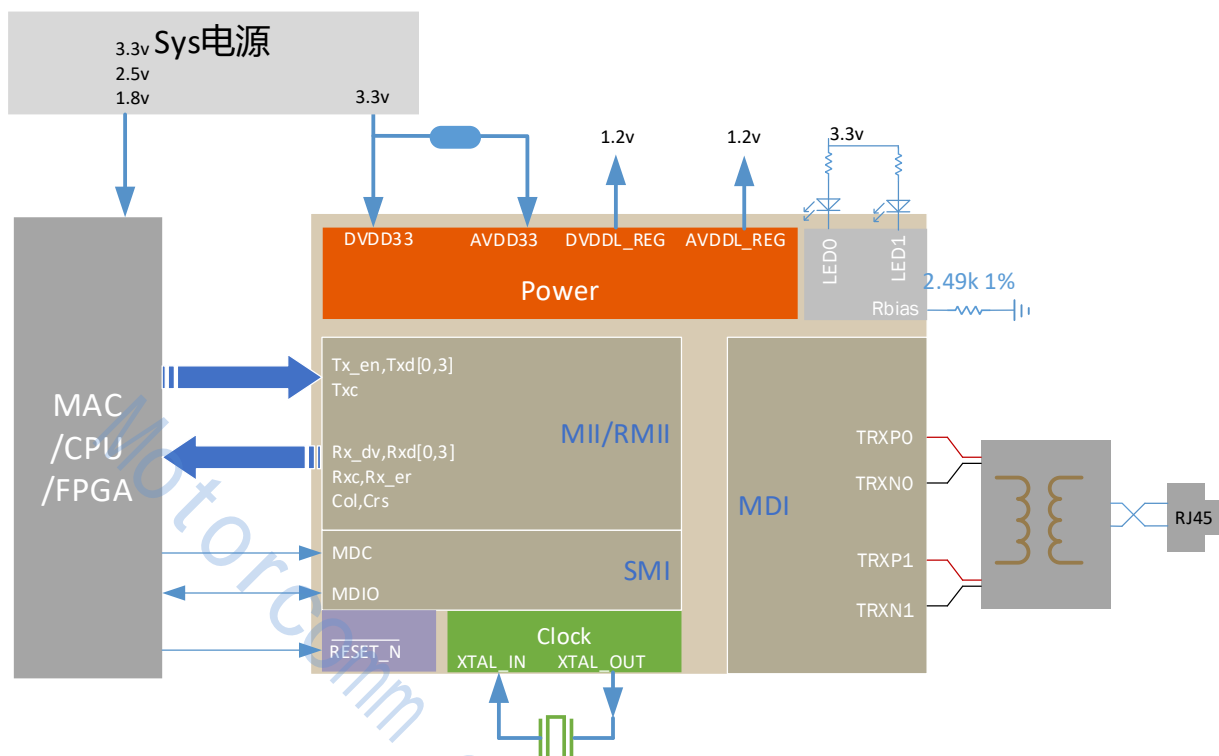 Sys电源
3.3v
2.5v
1.8v
3.3v
1.2v
1.2v
3.3v
DVDD33
AVDD33
DVDDL_REG
AVDDL_REG
Power
LED0
LED1
2.49k 1%
Rbias
MAC
/CPU
/FPGA
Tx_en,Txd[0,3]
Txc
MII/RMII
Rx_dv,Rxd[0,3]
Rxc,Rx_er
Col,Crs
MDC
MDIO
SMI
RESET_N
Clock
XTAL_IN
XTAL_OUT
MDI
TRXP0
TRXN0
TRXP1
TRXN1
RJ45
Motorcomm